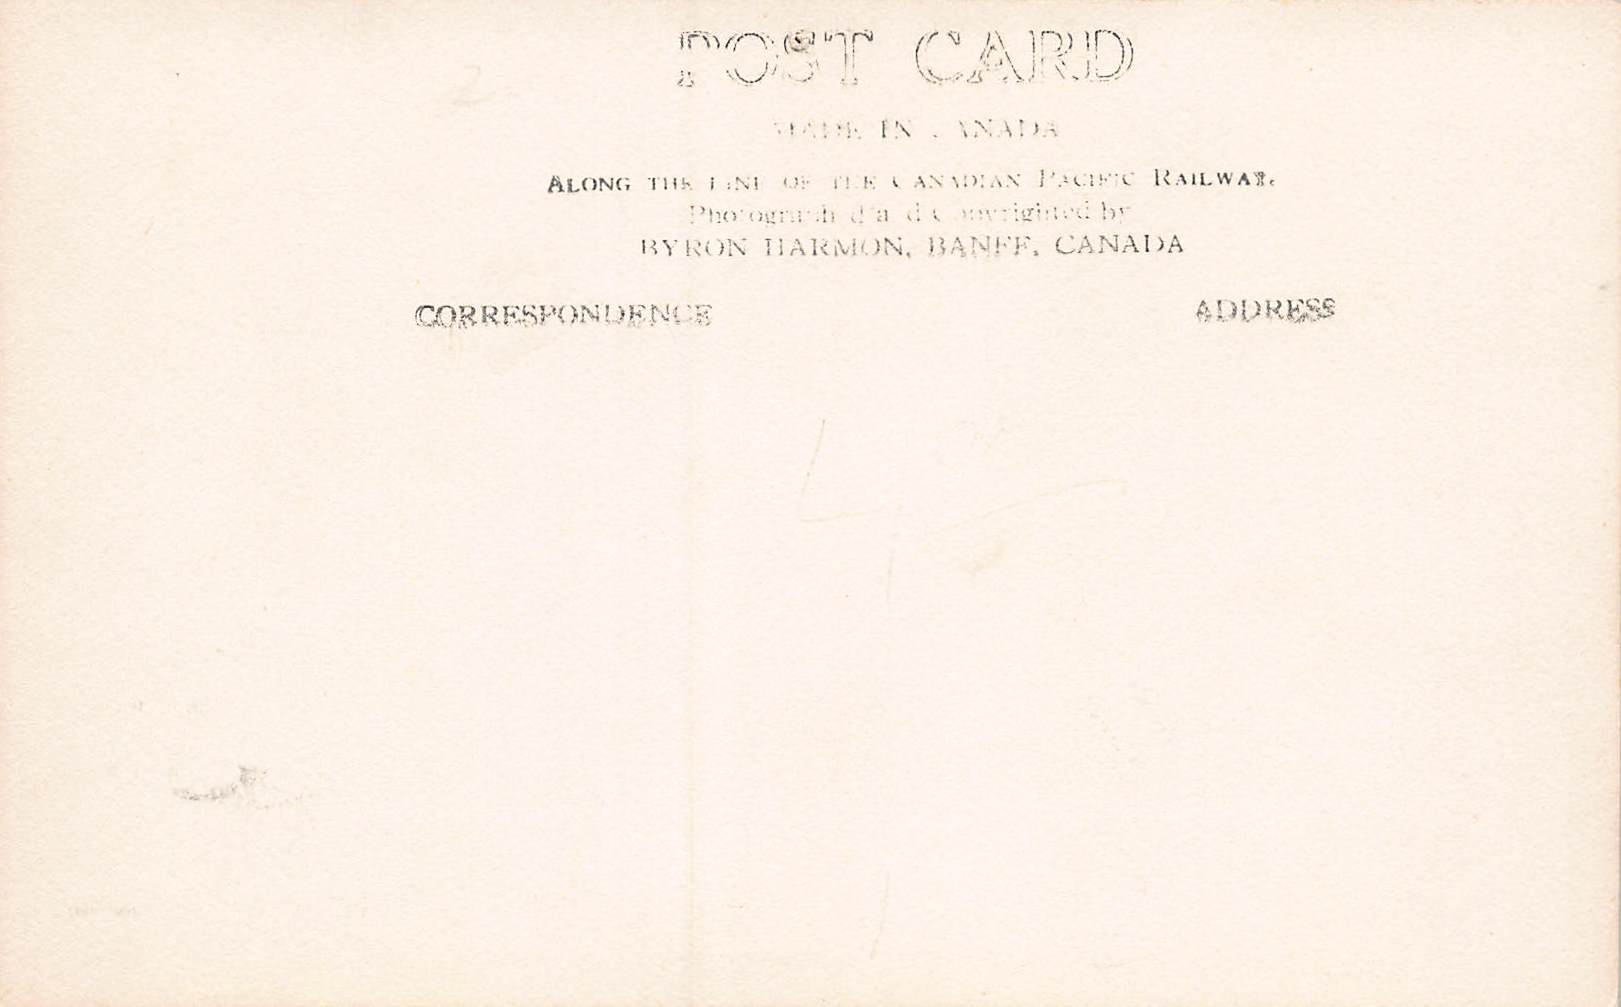 POST CARD
MADE IN CANADA
ALONG THE LINE OF THE CANADIAN PACIFIC RAILWAY.
Photographed and Copyrighted by
BYRON HARMON, BANFF, CANADA
CORRESPONDENCE ADDRESS